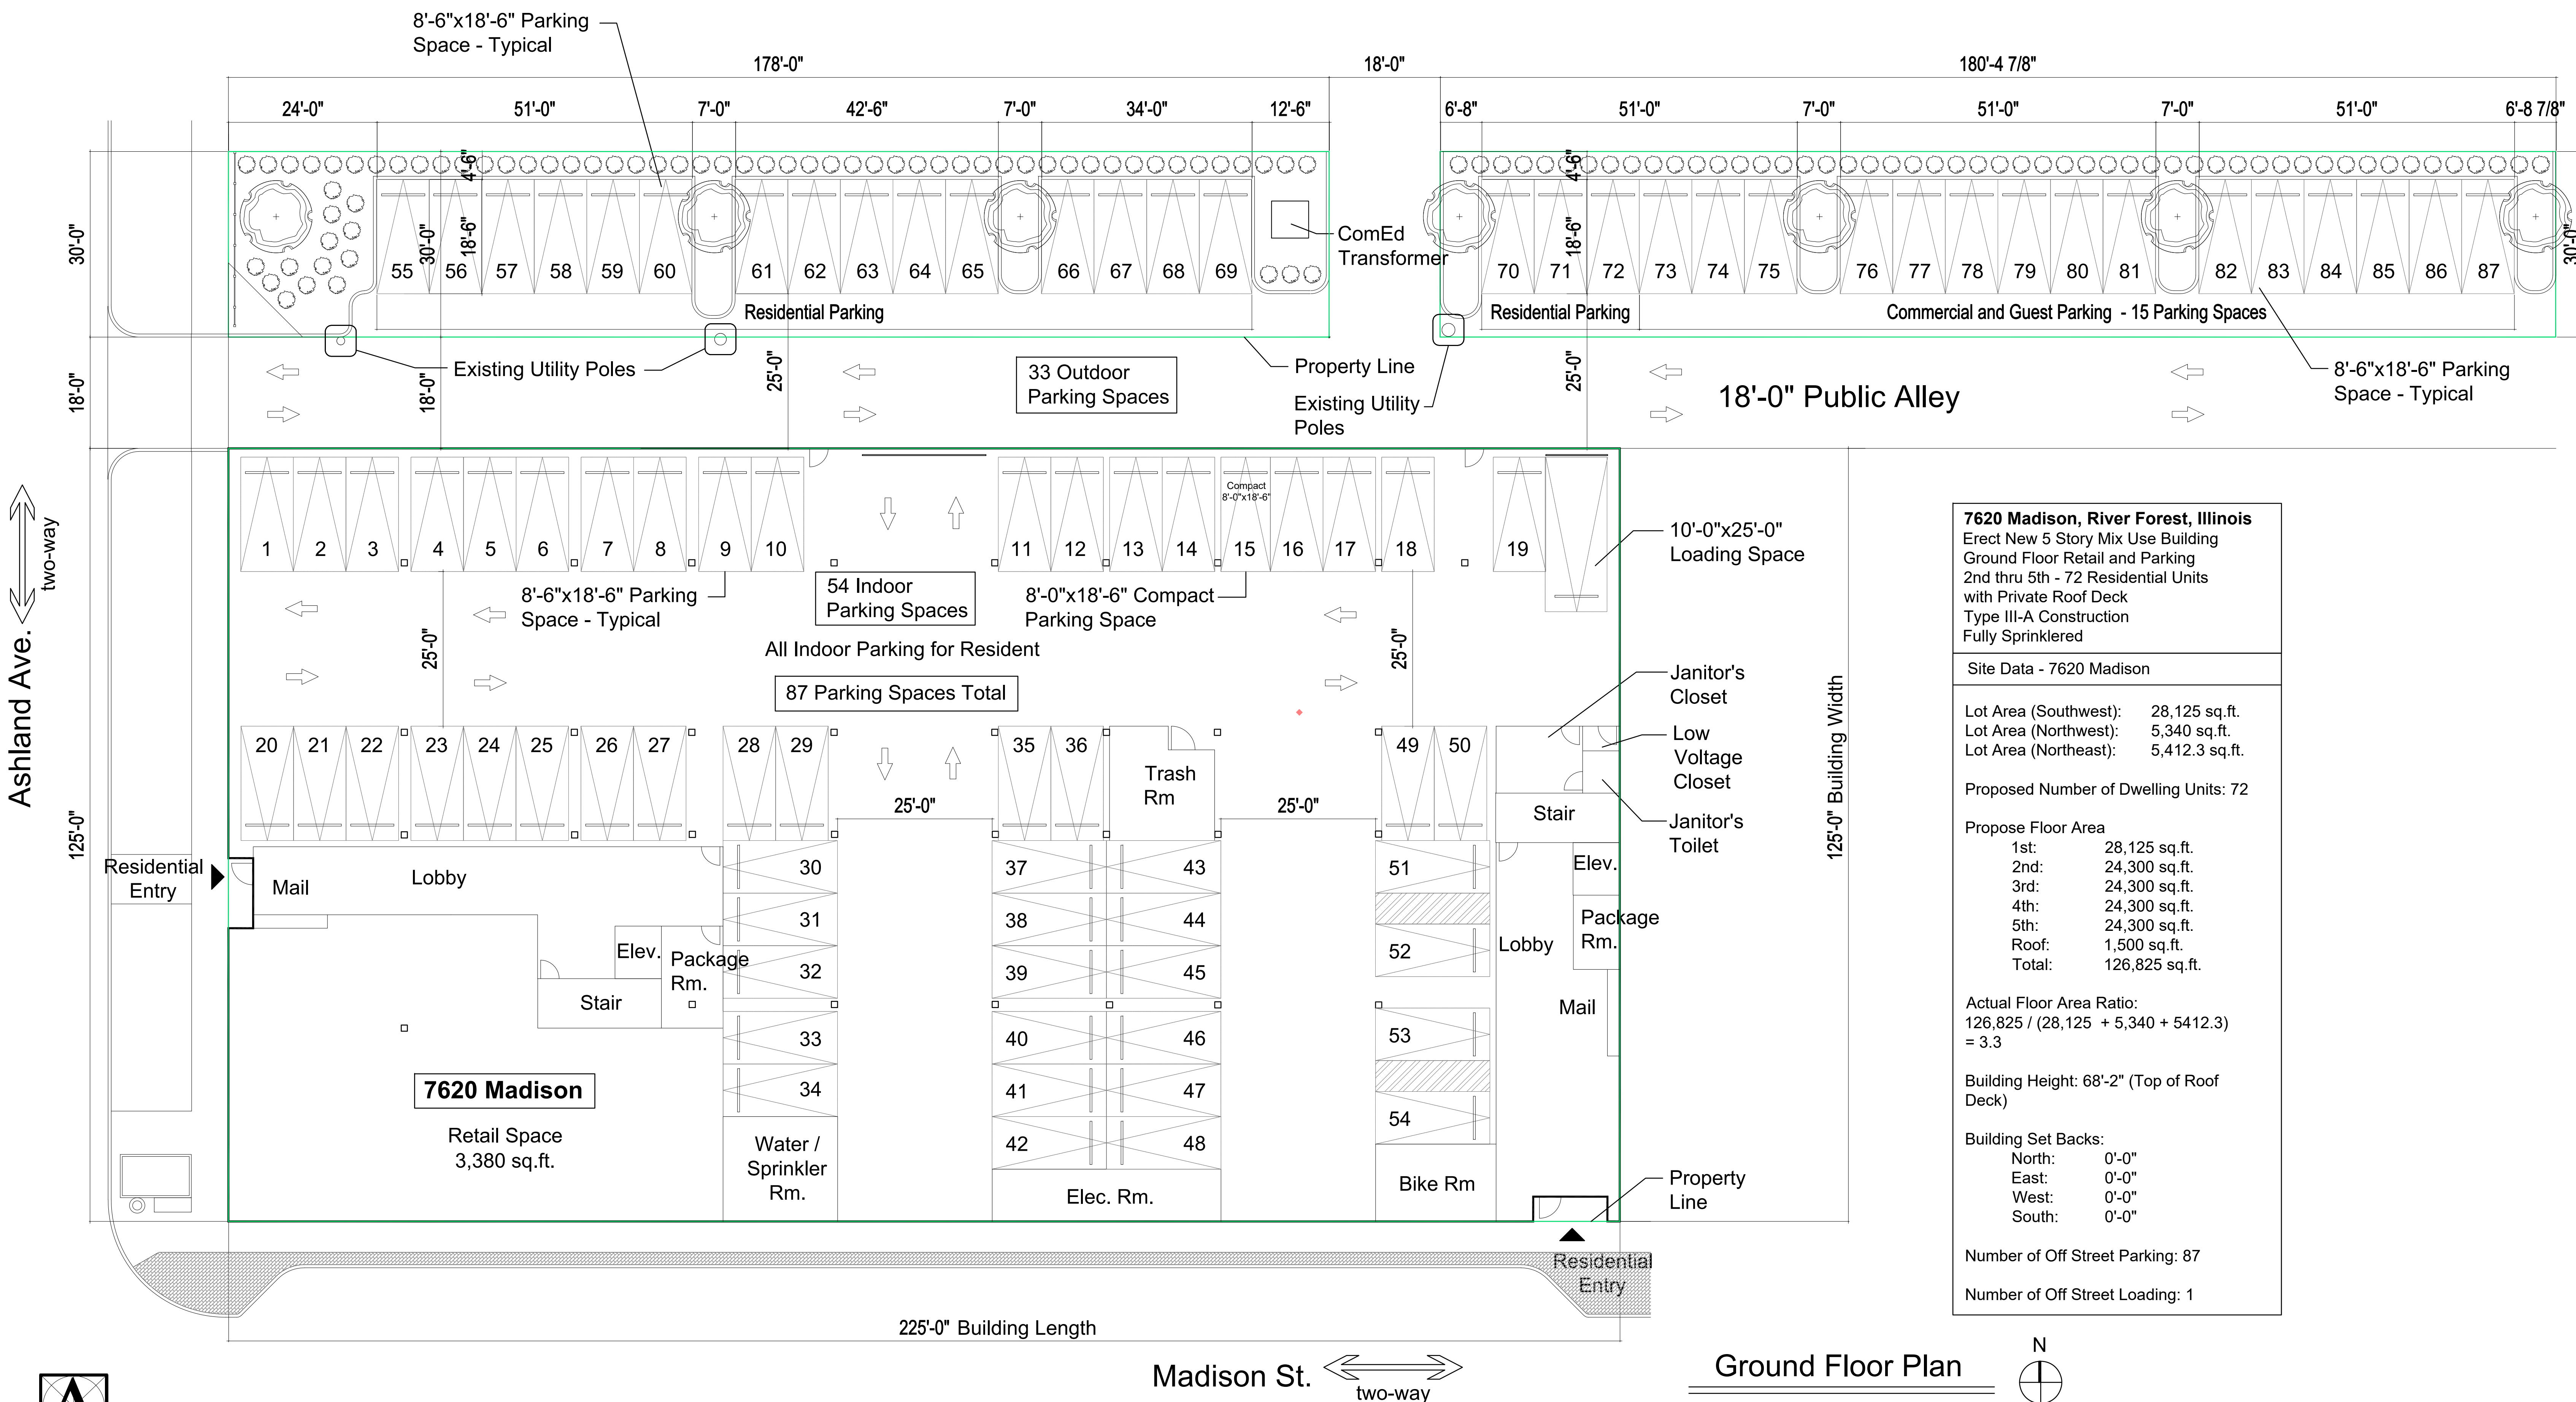 8'-6"x18'-6" Parking
Space - Typical
178'-0"
18'-0"
180'-4 7/8"
24'-0"
51'-0"
7'-0"
42'-6"
7'-0"
34'-0"
12'-6"
6'-8"
51'-0"
7'-0"
51'-0"
7'-0"
51'-0"
6'-8 7/8"
30'-0"
30'-0"
4'-6"
18'-6"
4'-6"
18'-6"
30'-0"
55
56
57
58
59
60
61
62
63
64
65
66
67
68
69
ComEd
Transformer
70
71
72
73
74
75
76
77
78
79
80
81
82
83
84
85
86
87
Residential Parking
Residential Parking
Commercial and Guest Parking - 15 Parking Spaces
18'-0"
18'-0"
Existing Utility Poles
25'-0"
33 Outdoor
Parking Spaces
Property Line
Existing Utility
Poles
25'-0"
18'-0" Public Alley
8'-6"x18'-6" Parking
Space - Typical
Ashland Ave.
two-way
1
2
3
4
5
6
7
8
9
10
11
12
13
14
Compact
8'-0"x18'-6"
15
16
17
18
19
10'-0"x25'-0"
Loading Space
8'-6"x18'-6" Parking
Space - Typical
54 Indoor
Parking Spaces
8'-0"x18'-6" Compact
Parking Space
25'-0"
All Indoor Parking for Resident
25'-0"
87 Parking Spaces Total
Janitor's
Closet
Low
Voltage
Closet
Janitor's
Toilet
125'-0" Building Width
125'-0"
20
21
22
23
24
25
26
27
28
29
35
36
Trash
Rm
49
50
25'-0"
25'-0"
Stair
Residential
Entry
Mail
Lobby
30
37
43
51
Elev.
31
38
44
Package
Rm.
Elev.
Package
Rm.
32
39
45
52
Lobby
Stair
Mail
33
40
46
53
7620 Madison
34
41
47
54
Retail Space
3,380 sq.ft.
Water /
Sprinkler
Rm.
42
48
Elec. Rm.
Bike Rm
Property
Line
Residential
Entry
225'-0" Building Length
Madison St.
two-way
Ground Floor Plan
N
7620 Madison, River Forest, Illinois
Erect New 5 Story Mix Use Building
Ground Floor Retail and Parking
2nd thru 5th - 72 Residential Units
with Private Roof Deck
Type III-A Construction
Fully Sprinklered
Site Data - 7620 Madison
Lot Area (Southwest): 28,125 sq.ft.
Lot Area (Northwest): 5,340 sq.ft.
Lot Area (Northeast): 5,412.3 sq.ft.
Proposed Number of Dwelling Units: 72
Propose Floor Area
1st: 28,125 sq.ft.
2nd: 24,300 sq.ft.
3rd: 24,300 sq.ft.
4th: 24,300 sq.ft.
5th: 24,300 sq.ft.
Roof: 1,500 sq.ft.
Total: 126,825 sq.ft.
Actual Floor Area Ratio:
126,825 / (28,125 + 5,340 + 5412.3)
= 3.3
Building Height: 68'-2" (Top of Roof
Deck)
Building Set Backs:
North: 0'-0"
East: 0'-0"
West: 0'-0"
South: 0'-0"
Number of Off Street Parking: 87
Number of Off Street Loading: 1